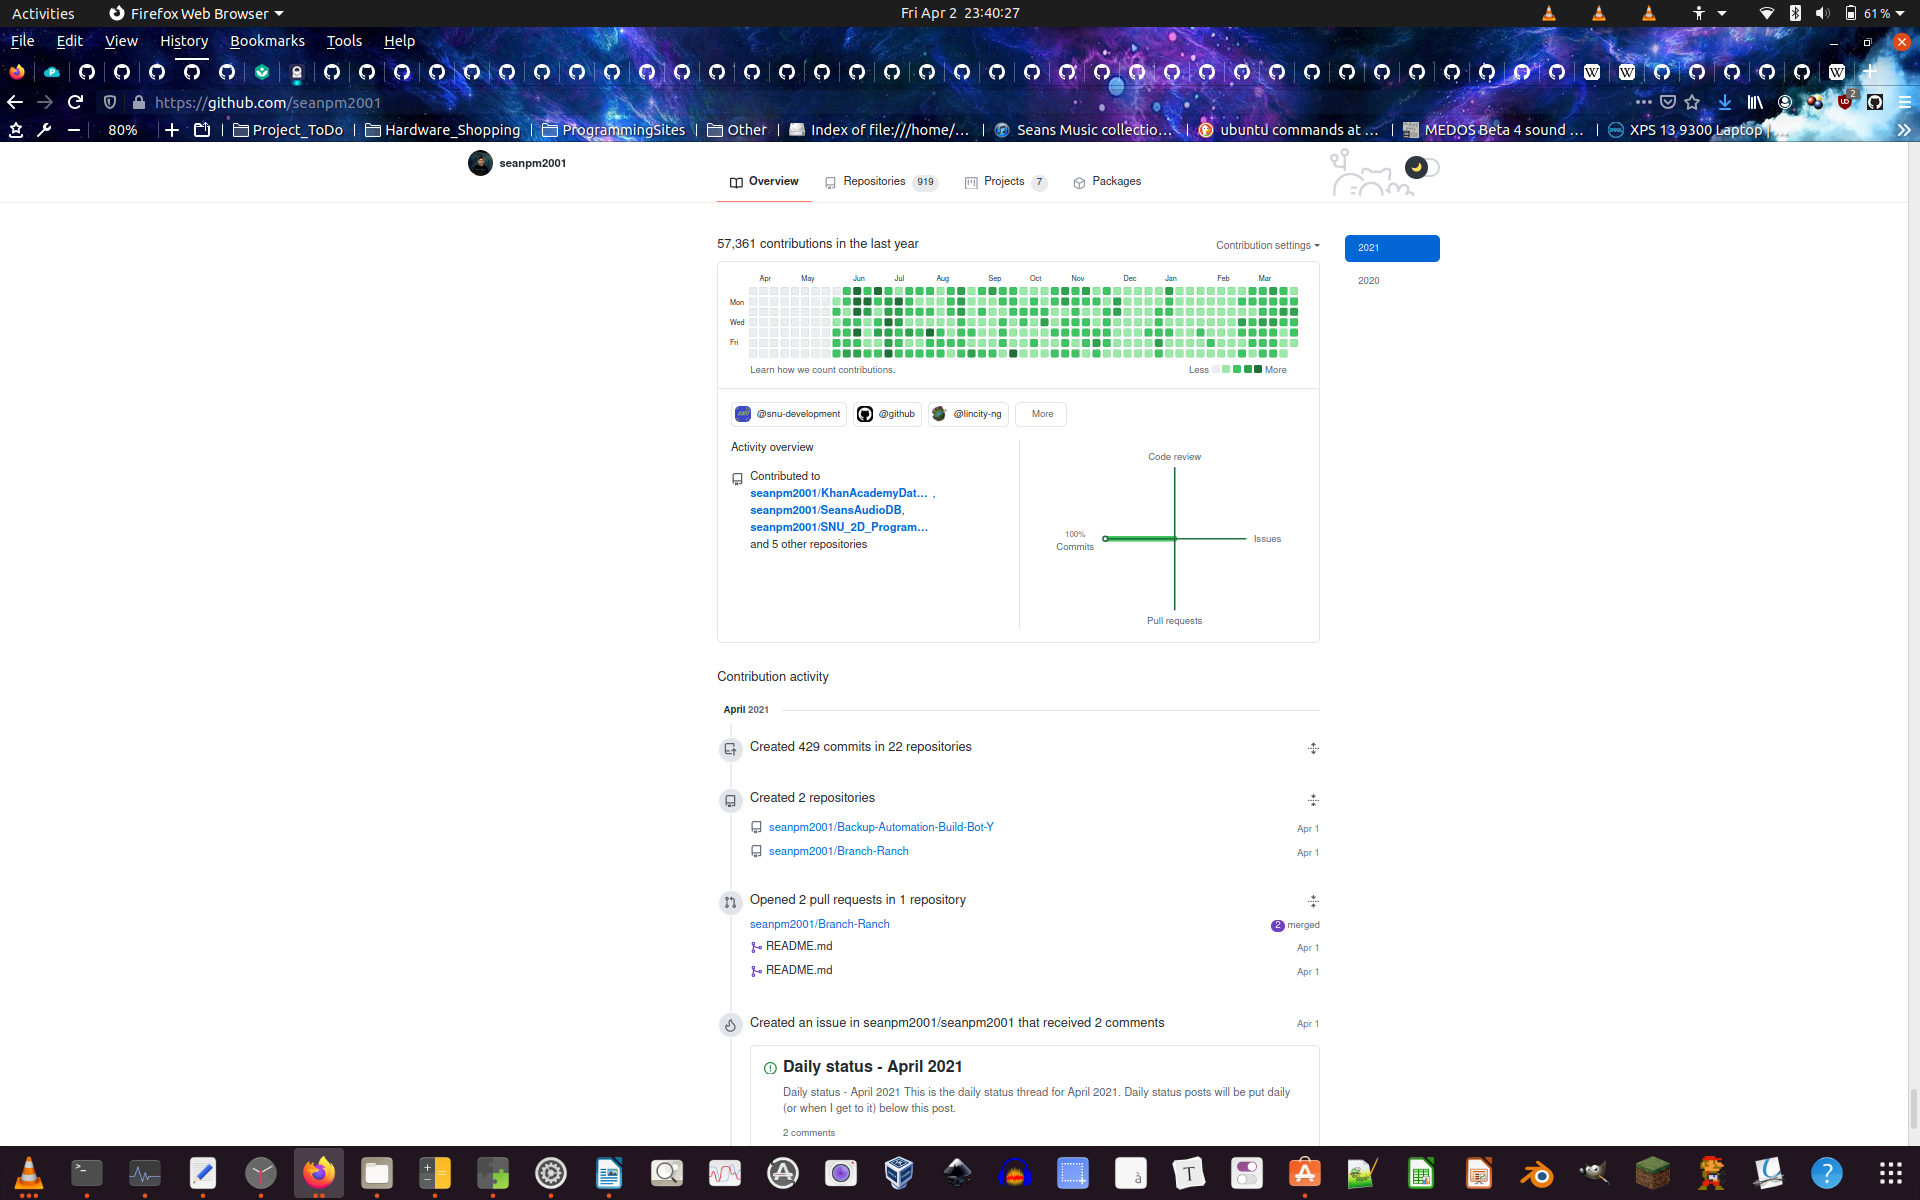 Activities
Firefox Web Browser
Fri Apr 2 23:40:27
61 %
File Edit View History Bookmarks Tools Help
https://github.com/seanpm2001
2
80%
Project_ToDo
Hardware_Shopping
ProgrammingSites
Other
Index of file:///home/...
Seans Music collectio...
ubuntu commands at ...
MEDOS Beta 4 sound ...
XPS 13 9300 Laptop | ...
seanpm2001
Overview
Repositories 919
Projects 7
Packages
57,361 contributions in the last year
Contribution settings
2021
2020
Apr May Jun Jul Aug Sep Oct Nov Dec Jan Feb Mar
Mon
Wed
Fri
Learn how we count contributions.
Less More
@snu-development
@github
@lincity-ng
More
Activity overview
Contributed to
seanpm2001/KhanAcademyDat... ,
seanpm2001/SeansAudioDB,
seanpm2001/SNU_2D_Program...
and 5 other repositories
Code review
100%
Commits
Issues
Pull requests
Contribution activity
April 2021
Created 429 commits in 22 repositories
Created 2 repositories
seanpm2001/Backup-Automation-Build-Bot-Y Apr 1
seanpm2001/Branch-Ranch Apr 1
Opened 2 pull requests in 1 repository
seanpm2001/Branch-Ranch 2 merged
README.md Apr 1
README.md Apr 1
Created an issue in seanpm2001/seanpm2001 that received 2 comments Apr 1
Daily status - April 2021
Daily status - April 2021 This is the daily status thread for April 2021. Daily status posts will be put daily
(or when I get to it) below this post.
2 comments